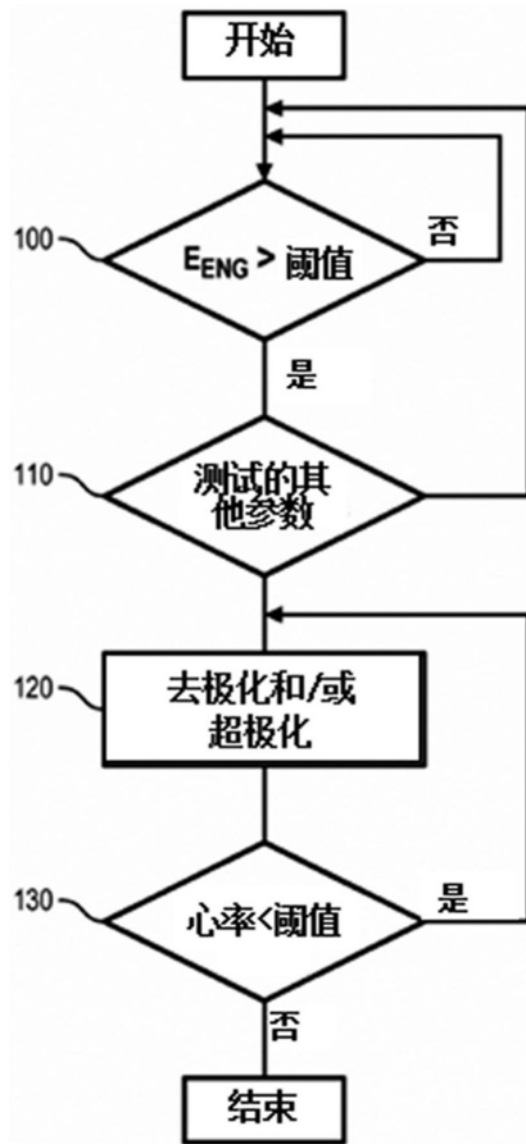 开始
否
100
E_ENG > 阈值
是
110
测试的其
他参数
120
去极化和/或
超极化
130
心率<阈值
是
否
结束